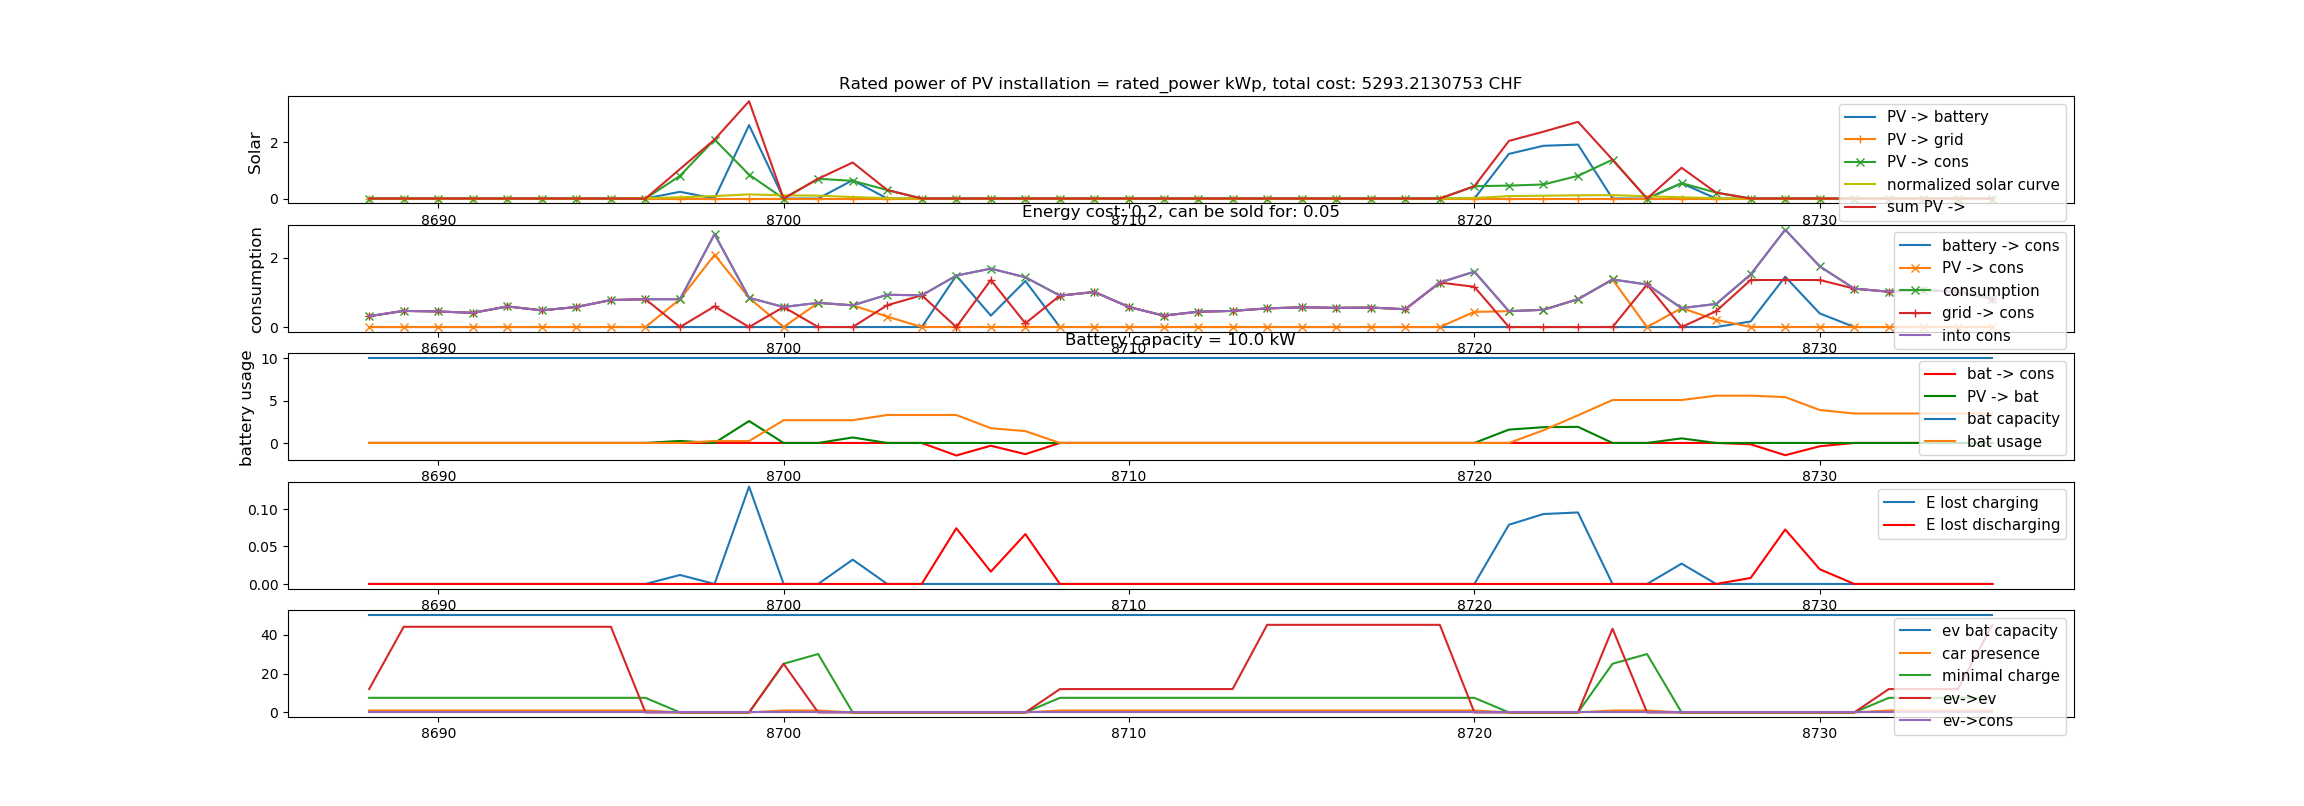 Rated power of PV installation = rated_power kWp, total cost: 5293.2130753 CHF
Solar
2
0
PV -> battery
PV -> grid
PV -> cons
normalized solar curve
sum PV ->
8690 8700 8710 8720 8730
Energy cost: 0.2, can be sold for: 0.05
consumption
2
0
battery -> cons
PV -> cons
consumption
grid -> cons
into cons
8690 8700 8710 8720 8730
Battery capacity = 10.0 kW
battery usage
10
5
0
bat -> cons
PV -> bat
bat capacity
bat usage
8690 8700 8710 8720 8730
0.10
0.05
0.00
E lost charging
E lost discharging
8690 8700 8710 8720 8730
40
20
0
ev bat capacity
car presence
minimal charge
ev->ev
ev->cons
8690 8700 8710 8720 8730